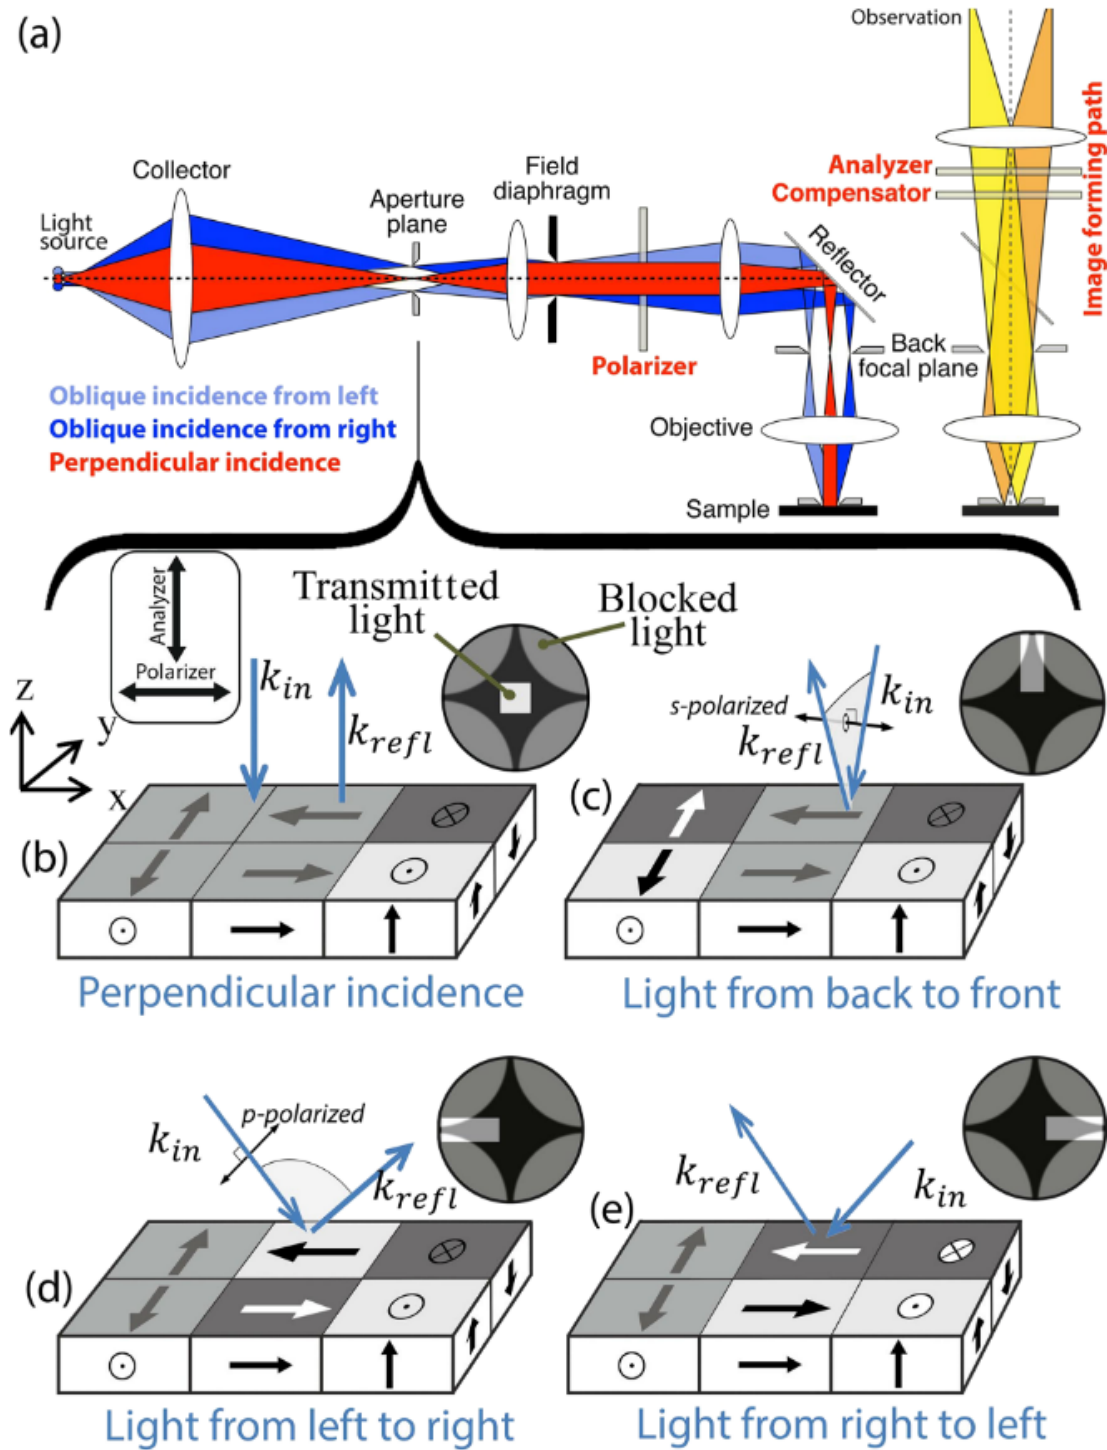 (a)
Observation
Collector
Field
diaphragm
Aperture
plane
Light
source
Analyzer
Compensator
Image forming path
Reflector
Polarizer
Back
focal plane
Oblique incidence from left
Oblique incidence from right
Perpendicular incidence
Objective
Sample
Analyzer
Polarizer
Transmitted
light
Blocked
light
z
y
x
k_in
k_refl
(b)
Perpendicular incidence
s-polarized
k_in
k_refl
(c)
Light from back to front
p-polarized
k_in
k_refl
(d)
Light from left to right
k_refl
k_in
(e)
Light from right to left